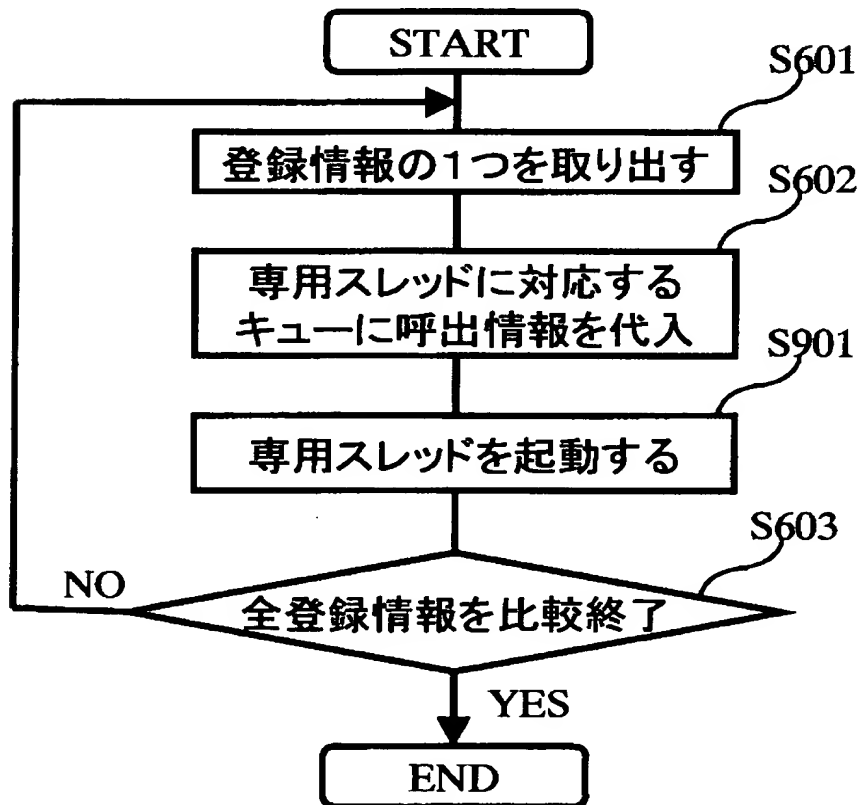 START
S601
登録情報の1つを取り出す
S602
専用スレッドに対応する
キューに呼出情報を代入
S901
専用スレッドを起動する
S603
NO
全登録情報を比較終了
YES
END